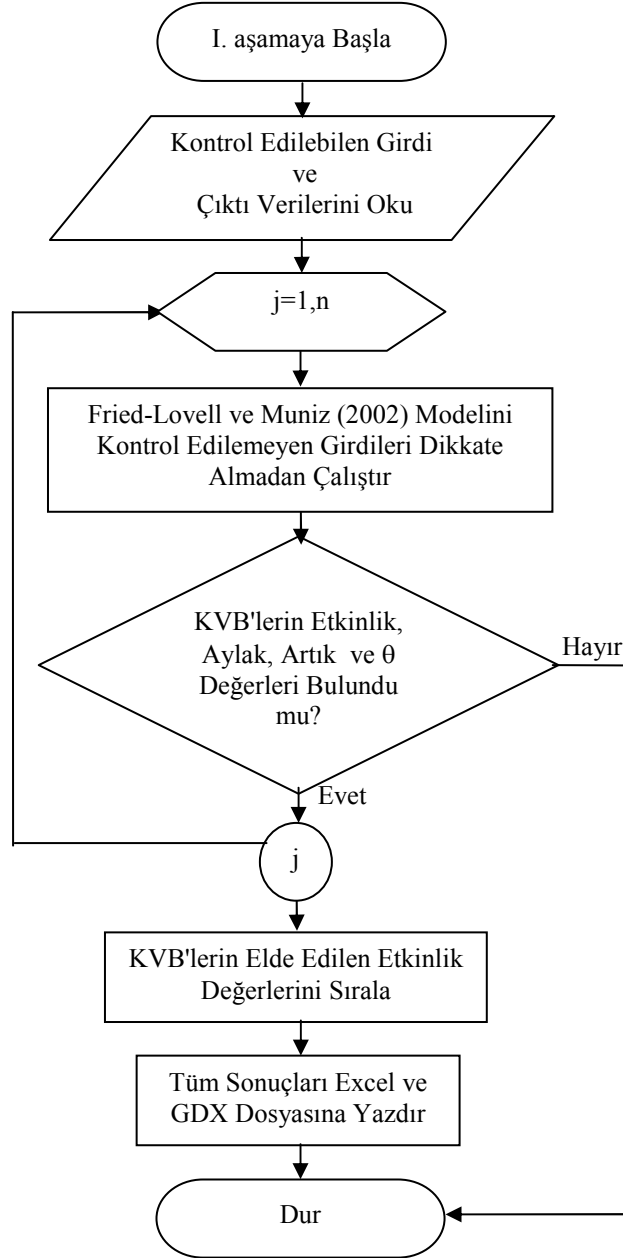 I. aşamaya Başla
Kontrol Edilebilen Girdi
ve
Çıktı Verilerini Oku
j=1,n
Fried-Lovell ve Muniz (2002) Modelini
Kontrol Edilemeyen Girdileri Dikkate
Almadan Çalıştır
KVB'lerin Etkinlik,
Aylak, Artık ve θ
Değerleri Bulundu
mu?
Hayır
Evet
j
KVB'lerin Elde Edilen Etkinlik
Değerlerini Sırala
Tüm Sonuçları Excel ve
GDX Dosyasına Yazdır
Dur